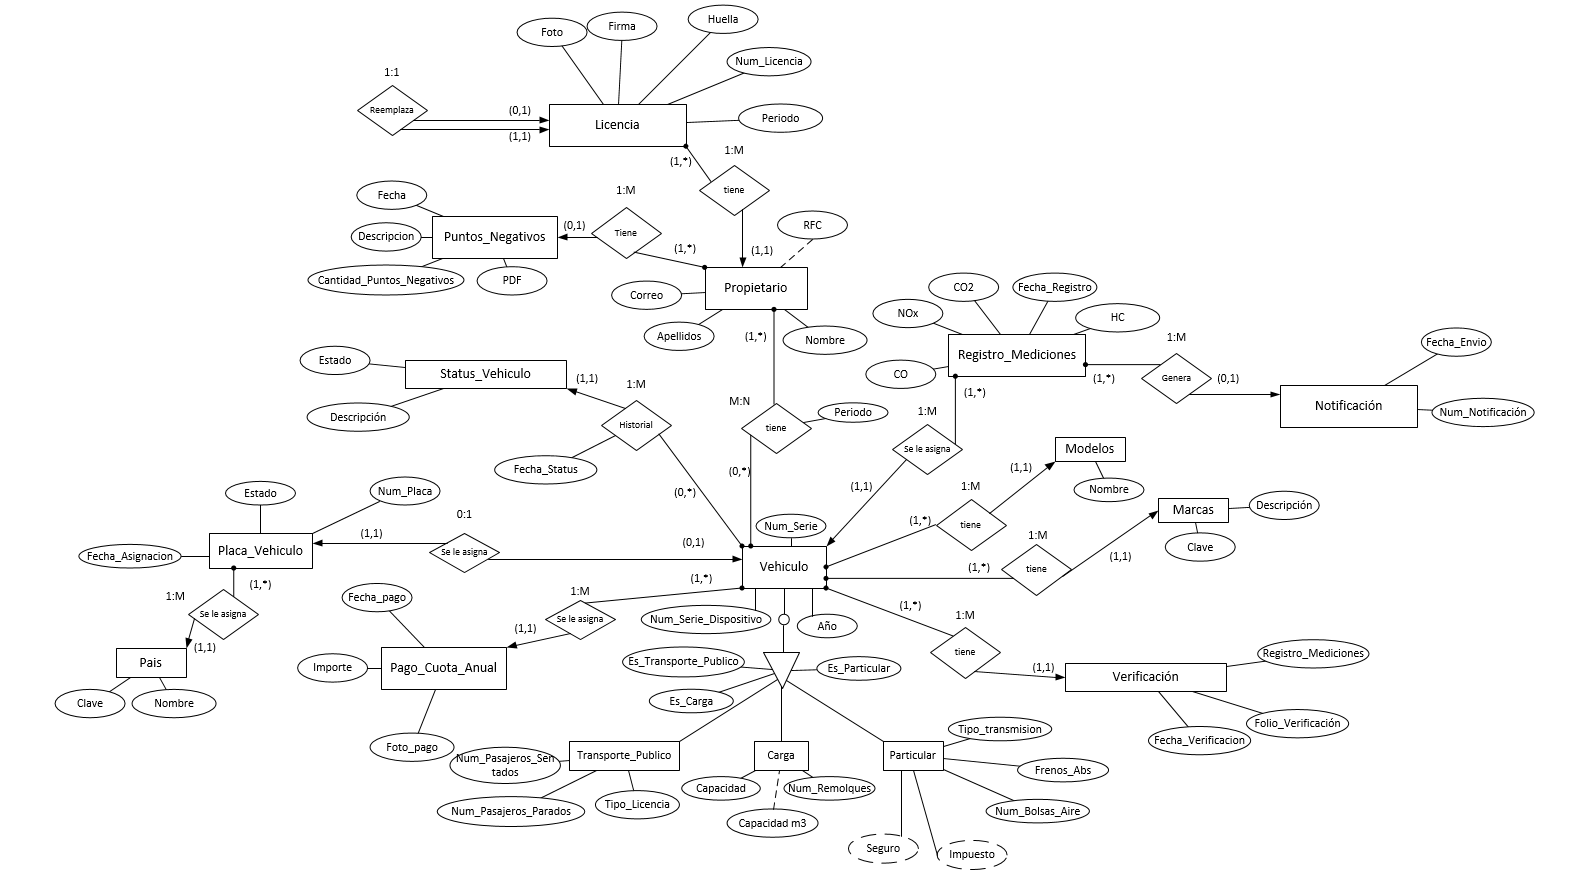 Huella
Firma
Foto
Num_Licencia
1:1
Reemplaza
(0,1)
(1,1)
Licencia
Periodo
(1,*)
1:M
tiene
(1,1)
Fecha
1:M
Descripcion
Puntos_Negativos
(0,1)
Tiene
(1,*)
Cantidad_Puntos_Negativos
PDF
RFC
Correo
Propietario
Apellidos
Nombre
(1,*)
CO2
Fecha_Registro
NOx
HC
Registro_Mediciones
CO
(1,*)
(1,*)
1:M
Genera
(0,1)
Fecha_Envio
Notificación
Num_Notificación
Estado
Status_Vehiculo
(1,1)
1:M
Descripción
Historial
Fecha_Status
(0,*)
M:N
tiene
Periodo
(0,*)
1:M
Se le asigna
(1,1)
Modelos
(1,1)
Nombre
1:M
(1,*)
tiene
Marcas
Descripción
Clave
1:M
(1,*)
tiene
(1,1)
Estado
Num_Placa
(1,1)
0:1
Fecha_Asignacion
Placa_Vehiculo
Se le asigna
(0,1)
Num_Serie
Vehiculo
(1,*)
1:M
Se le asigna
(1,1)
Pais
Clave
Nombre
(1,*)
1:M
Se le asigna
(1,1)
Fecha_pago
Importe
Pago_Cuota_Anual
Foto_pago
Num_Serie_Dispositivo
Año
(1,*)
1:M
tiene
(1,1)
Registro_Mediciones
Verificación
Folio_Verificación
Fecha_Verificacion
Es_Transporte_Publico
Es_Particular
Es_Carga
Num_Pasajeros_Sen
tados
Transporte_Publico
Num_Pasajeros_Parados
Tipo_Licencia
Carga
Capacidad
Num_Remolques
Capacidad m3
Particular
Tipo_transmision
Frenos_Abs
Num_Bolsas_Aire
Seguro
Impuesto